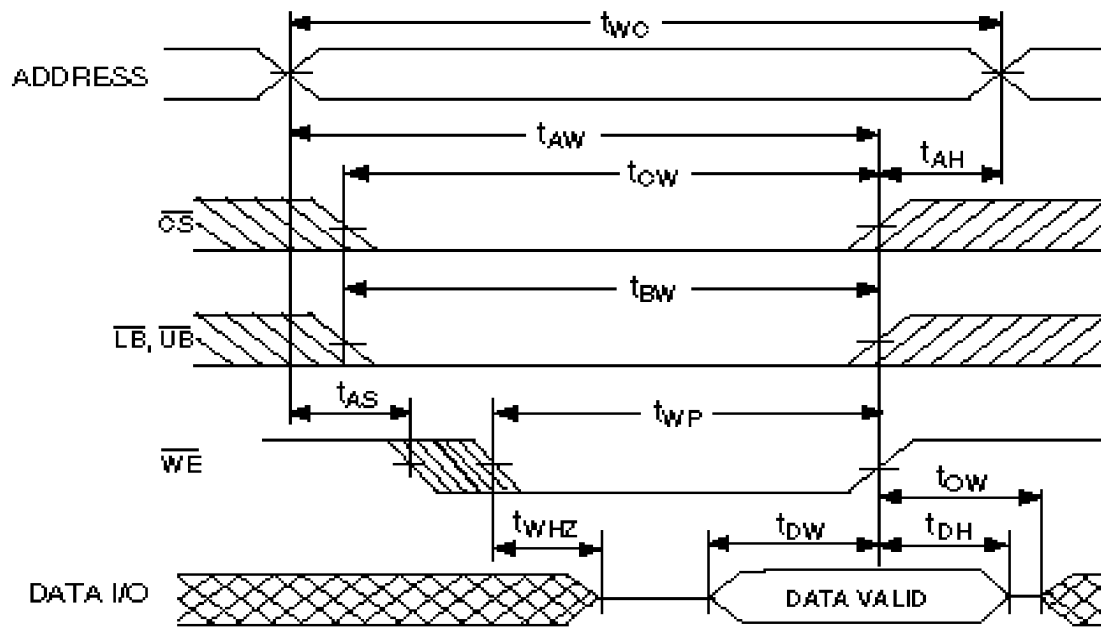 tWC
ADDRESS
tAW
tAH
tCW
CS
tBW
LB, UB
tAS
tWP
WE
tOW
tWHZ
tDW
tDH
DATA I/O
DATA VALID